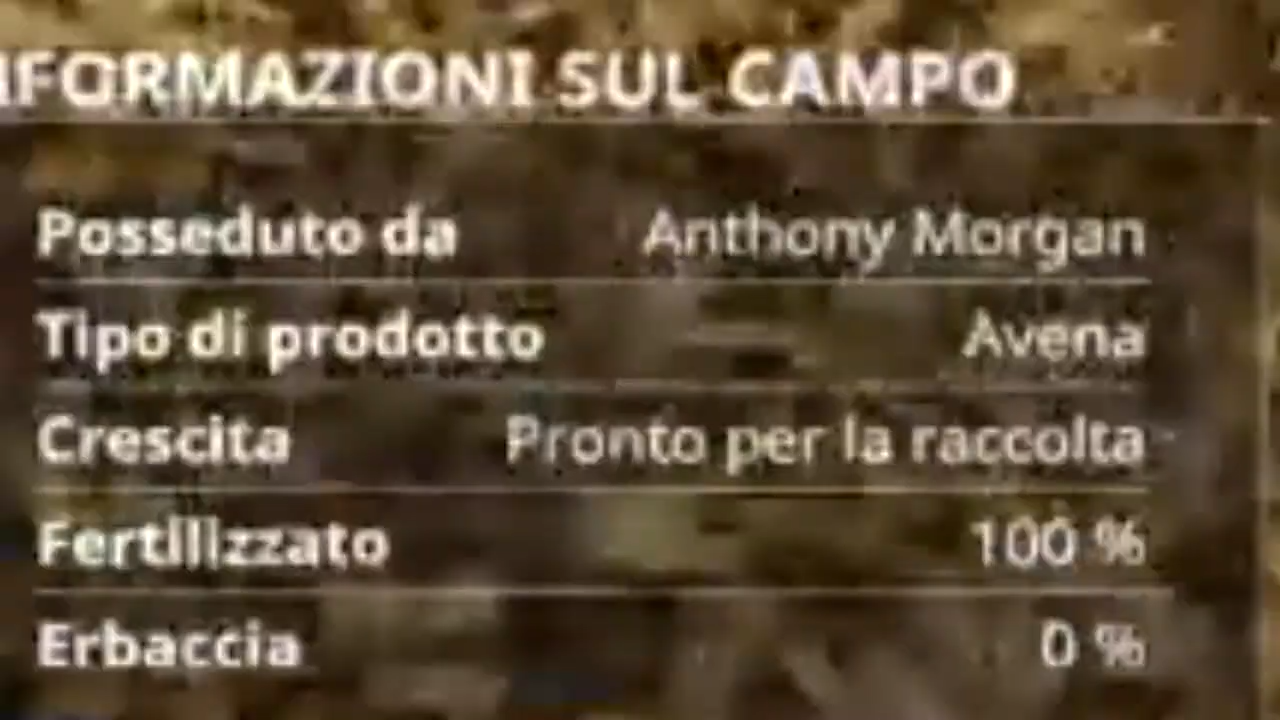 NFORMAZIONI SUL CAMPO
Posseduto da Anthony Morgan
Tipo di prodotto Avena
Crescita Pronto per la raccolta
Fertilizzato 100 %
Erbaccia 0 %